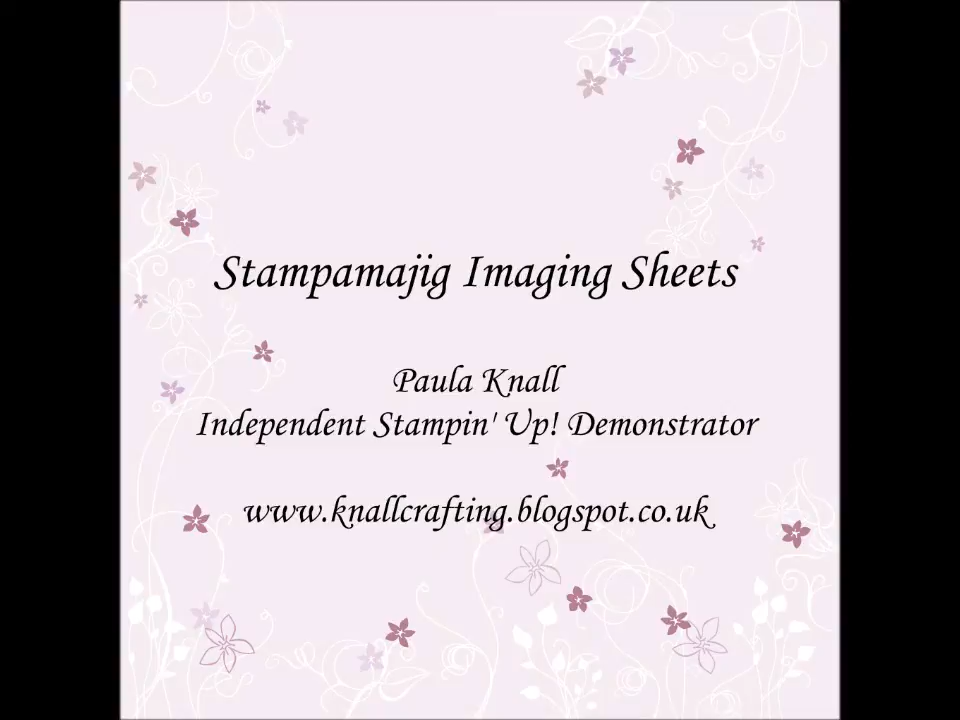 Stampamajig Imaging Sheets
Paula Knall
Independent Stampin' Up! Demonstrator
www.knallcrafting.blogspot.co.uk